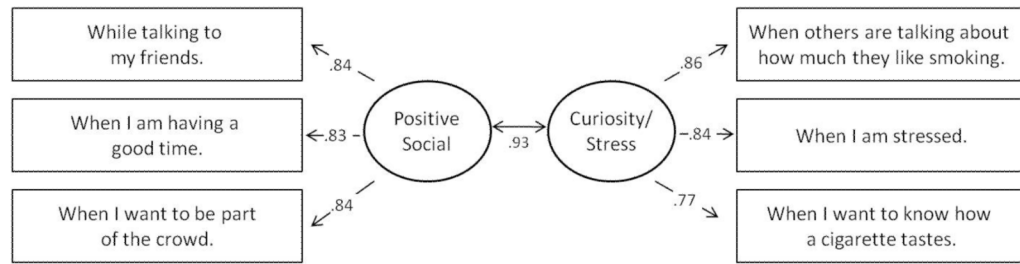 While talking to
my friends.
.84
When I am having a
good time.
.83
When I want to be part
of the crowd.
.84
Positive
Social
.93
Curiosity/
Stress
.86
When others are talking about
how much they like smoking.
.84
When I am stressed.
.77
When I want to know how
a cigarette tastes.